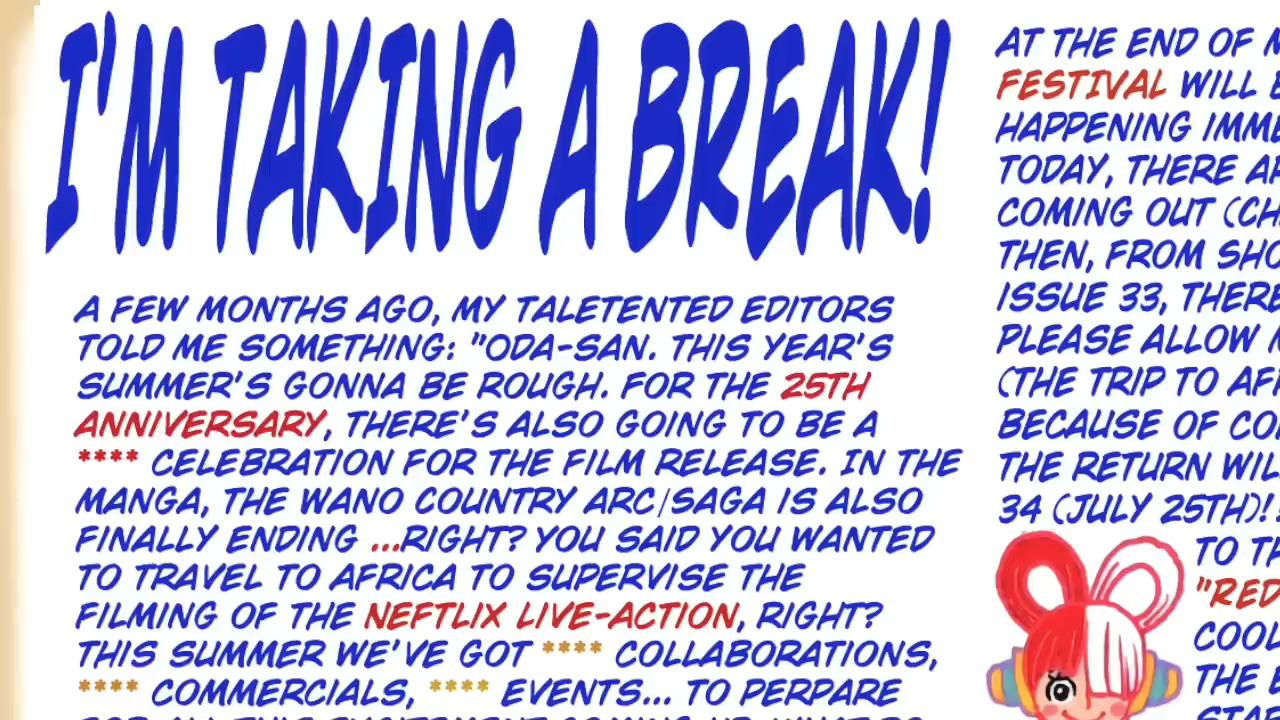 I'M TAKING A BREAK!
A FEW MONTHS AGO, MY TALETENTED EDITORS
TOLD ME SOMETHING: "ODA-SAN. THIS YEAR'S
SUMMER'S GONNA BE ROUGH. FOR THE 25TH
ANNIVERSARY, THERE'S ALSO GOING TO BE A
**** CELEBRATION FOR THE FILM RELEASE. IN THE
MANGA, THE WANO COUNTRY ARC/SAGA IS ALSO
FINALLY ENDING ...RIGHT? YOU SAID YOU WANTED
TO TRAVEL TO AFRICA TO SUPERVISE THE
FILMING OF THE NEFTLIX LIVE-ACTION, RIGHT?
THIS SUMMER WE'VE GOT **** COLLABORATIONS,
**** COMMERCIALS, **** EVENTS... TO PERPARE
AT THE END OF
FESTIVAL WILL
HAPPENING
TODAY, THERE
COMING OUT
THEN, FROM
ISSUE 33, THERE
PLEASE ALLOW
(THE TRIP TO
BECAUSE OF
THE RETURN
34 (JULY 25TH)!
TO
"RED
COOL
THE